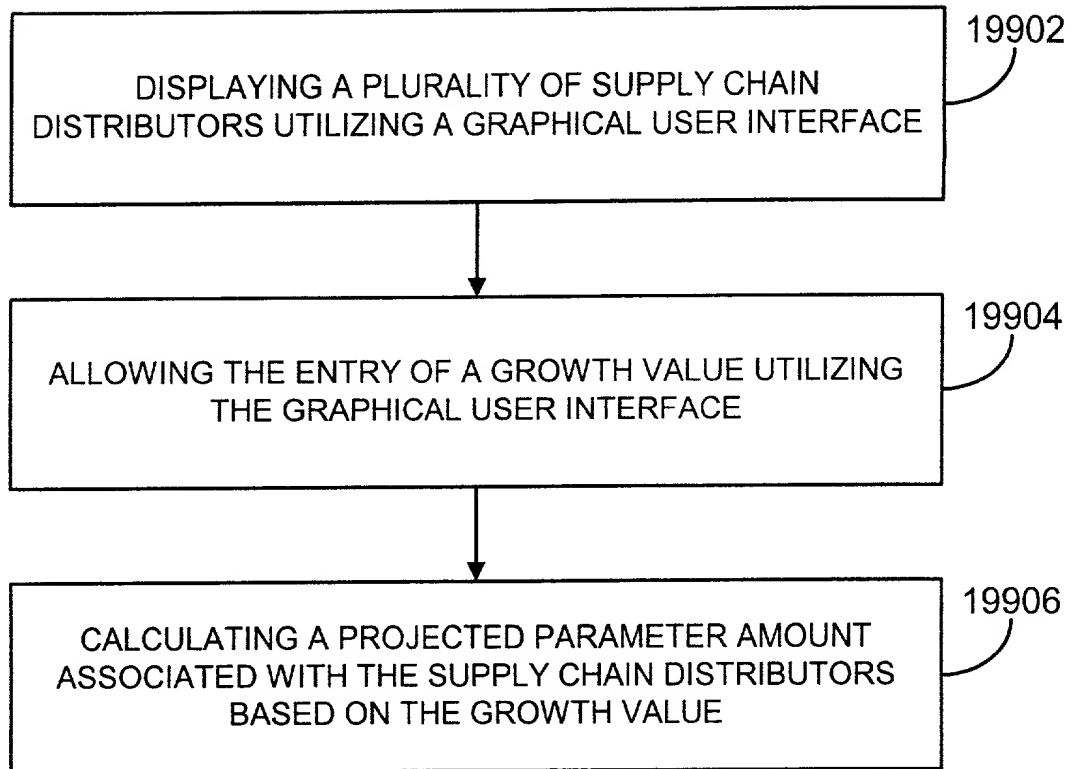 19902
DISPLAYING A PLURALITY OF SUPPLY CHAIN
DISTRIBUTORS UTILIZING A GRAPHICAL USER INTERFACE
19904
ALLOWING THE ENTRY OF A GROWTH VALUE UTILIZING
THE GRAPHICAL USER INTERFACE
19906
CALCULATING A PROJECTED PARAMETER AMOUNT
ASSOCIATED WITH THE SUPPLY CHAIN DISTRIBUTORS
BASED ON THE GROWTH VALUE